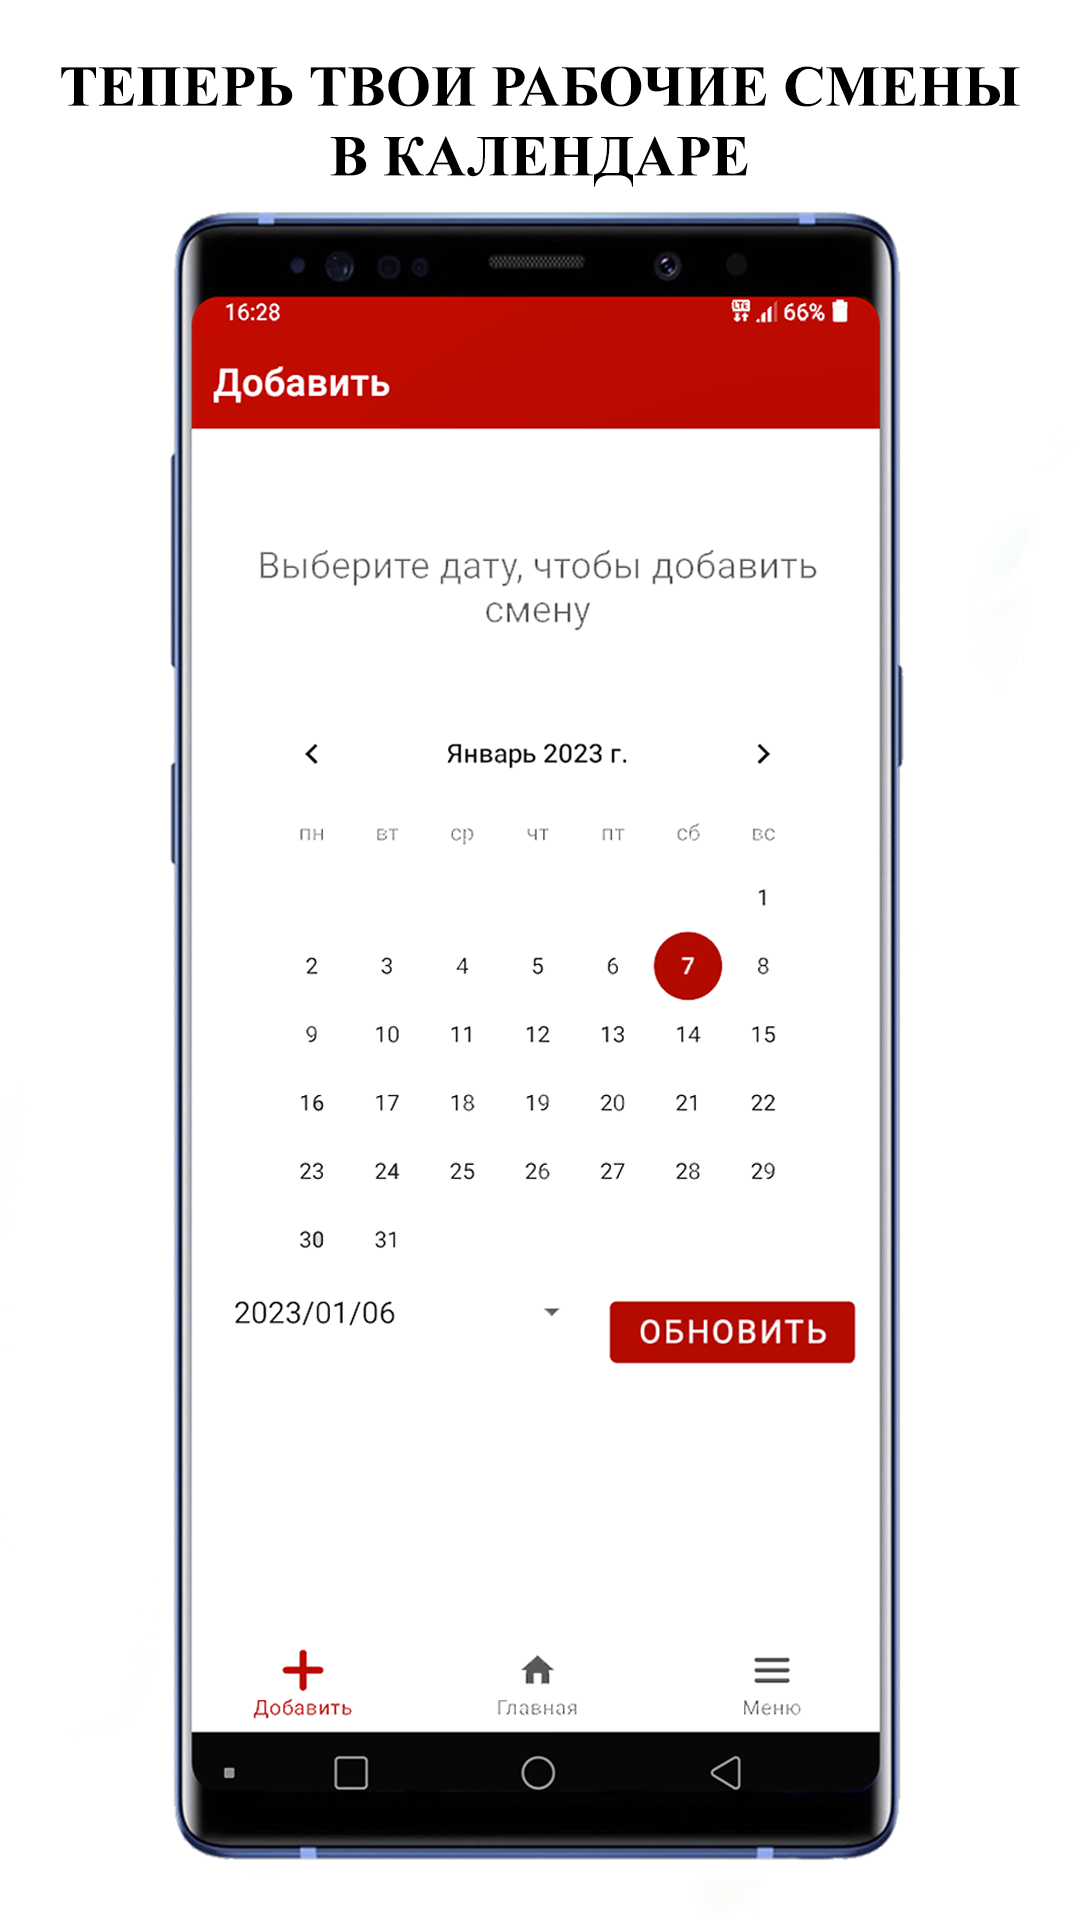 ТЕПЕРЬ ТВОИ РАБОЧИЕ СМЕНЫ
В КАЛЕНДАРЕ
16:28 LTE 66%
Добавить
Выберите дату, чтобы добавить
смену
Январь 2023 г.
пн вт ср чт пт сб вс
1
2 3 4 5 6 7 8
9 10 11 12 13 14 15
16 17 18 19 20 21 22
23 24 25 26 27 28 29
30 31
2023/01/06 ОБНОВИТЬ
Добавить Главная Меню